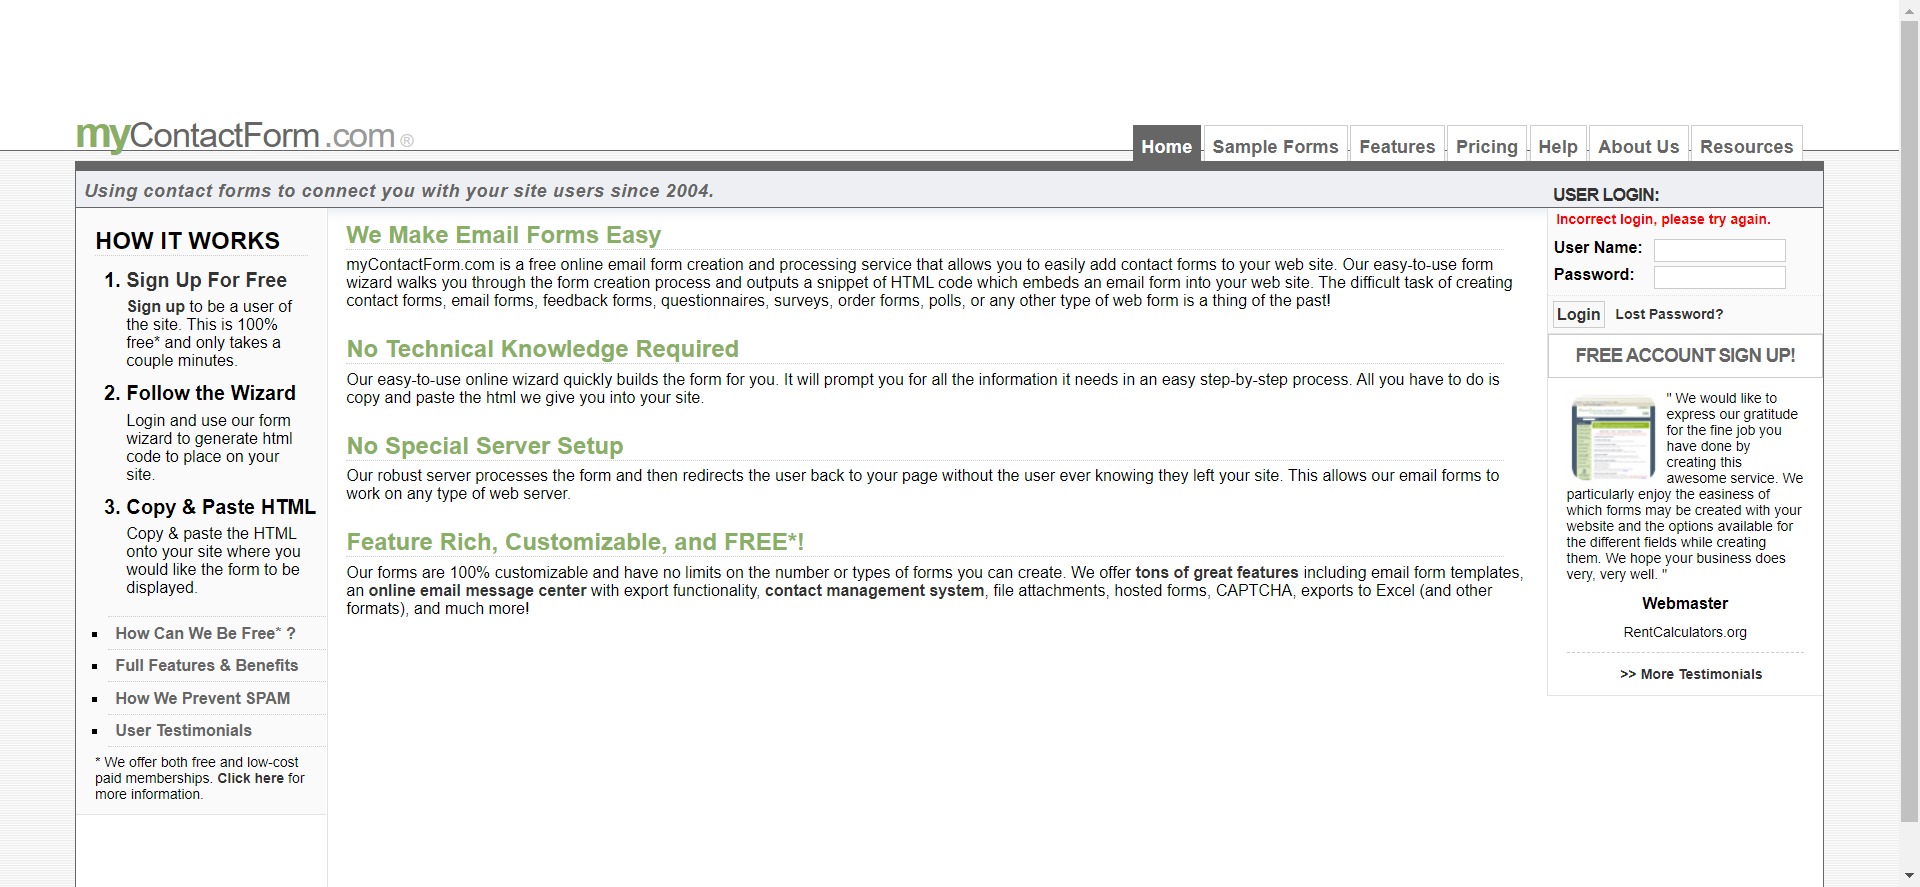 myContactForm.com ®
Home
Sample Forms
Features
Pricing
Help
About Us
Resources
Using contact forms to connect you with your site users since 2004.
HOW IT WORKS
1. Sign Up For Free
Sign up to be a user of
the site. This is 100%
free* and only takes a
couple minutes.
2. Follow the Wizard
Login and use our form
wizard to generate html
code to place on your
site.
3. Copy & Paste HTML
Copy & paste the HTML
onto your site where you
would like the form to be
displayed.
How Can We Be Free* ?
Full Features & Benefits
How We Prevent SPAM
User Testimonials
* We offer both free and low-cost
paid memberships. Click here for
more information.
We Make Email Forms Easy
myContactForm.com is a free online email form creation and processing service that allows you to easily add contact forms to your web site. Our easy-to-use form
wizard walks you through the form creation process and outputs a snippet of HTML code which embeds an email form into your web site. The difficult task of creating
contact forms, email forms, feedback forms, questionnaires, surveys, order forms, polls, or any other type of web form is a thing of the past!
No Technical Knowledge Required
Our easy-to-use online wizard quickly builds the form for you. It will prompt you for all the information it needs in an easy step-by-step process. All you have to do is
copy and paste the html we give you into your site.
No Special Server Setup
Our robust server processes the form and then redirects the user back to your page without the user ever knowing they left your site. This allows our email forms to
work on any type of web server.
Feature Rich, Customizable, and FREE*!
Our forms are 100% customizable and have no limits on the number or types of forms you can create. We offer tons of great features including email form templates,
an online email message center with export functionality, contact management system, file attachments, hosted forms, CAPTCHA, exports to Excel (and other
formats), and much more!
USER LOGIN:
Incorrect login, please try again.
User Name:
Password:
Login
Lost Password?
FREE ACCOUNT SIGN UP!
" We would like to
express our gratitude
for the fine job you
have done by
creating this
awesome service. We
particularly enjoy the easiness of
which forms may be created with your
website and the options available for
the different fields while creating
them. We hope your business does
very, very well. "
Webmaster
RentCalculators.org
>> More Testimonials